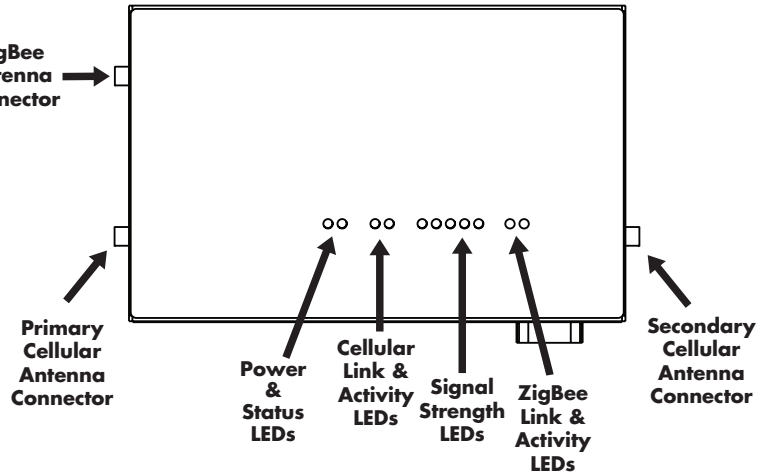 gBee
tenna
nector
Primary
Cellular
Antenna
Connector
Power
&
Status
LEDs
Cellular
Link &
Activity
LEDs
Signal
Strength
LEDs
ZigBee
Link &
Activity
LEDs
Secondary
Cellular
Antenna
Connector